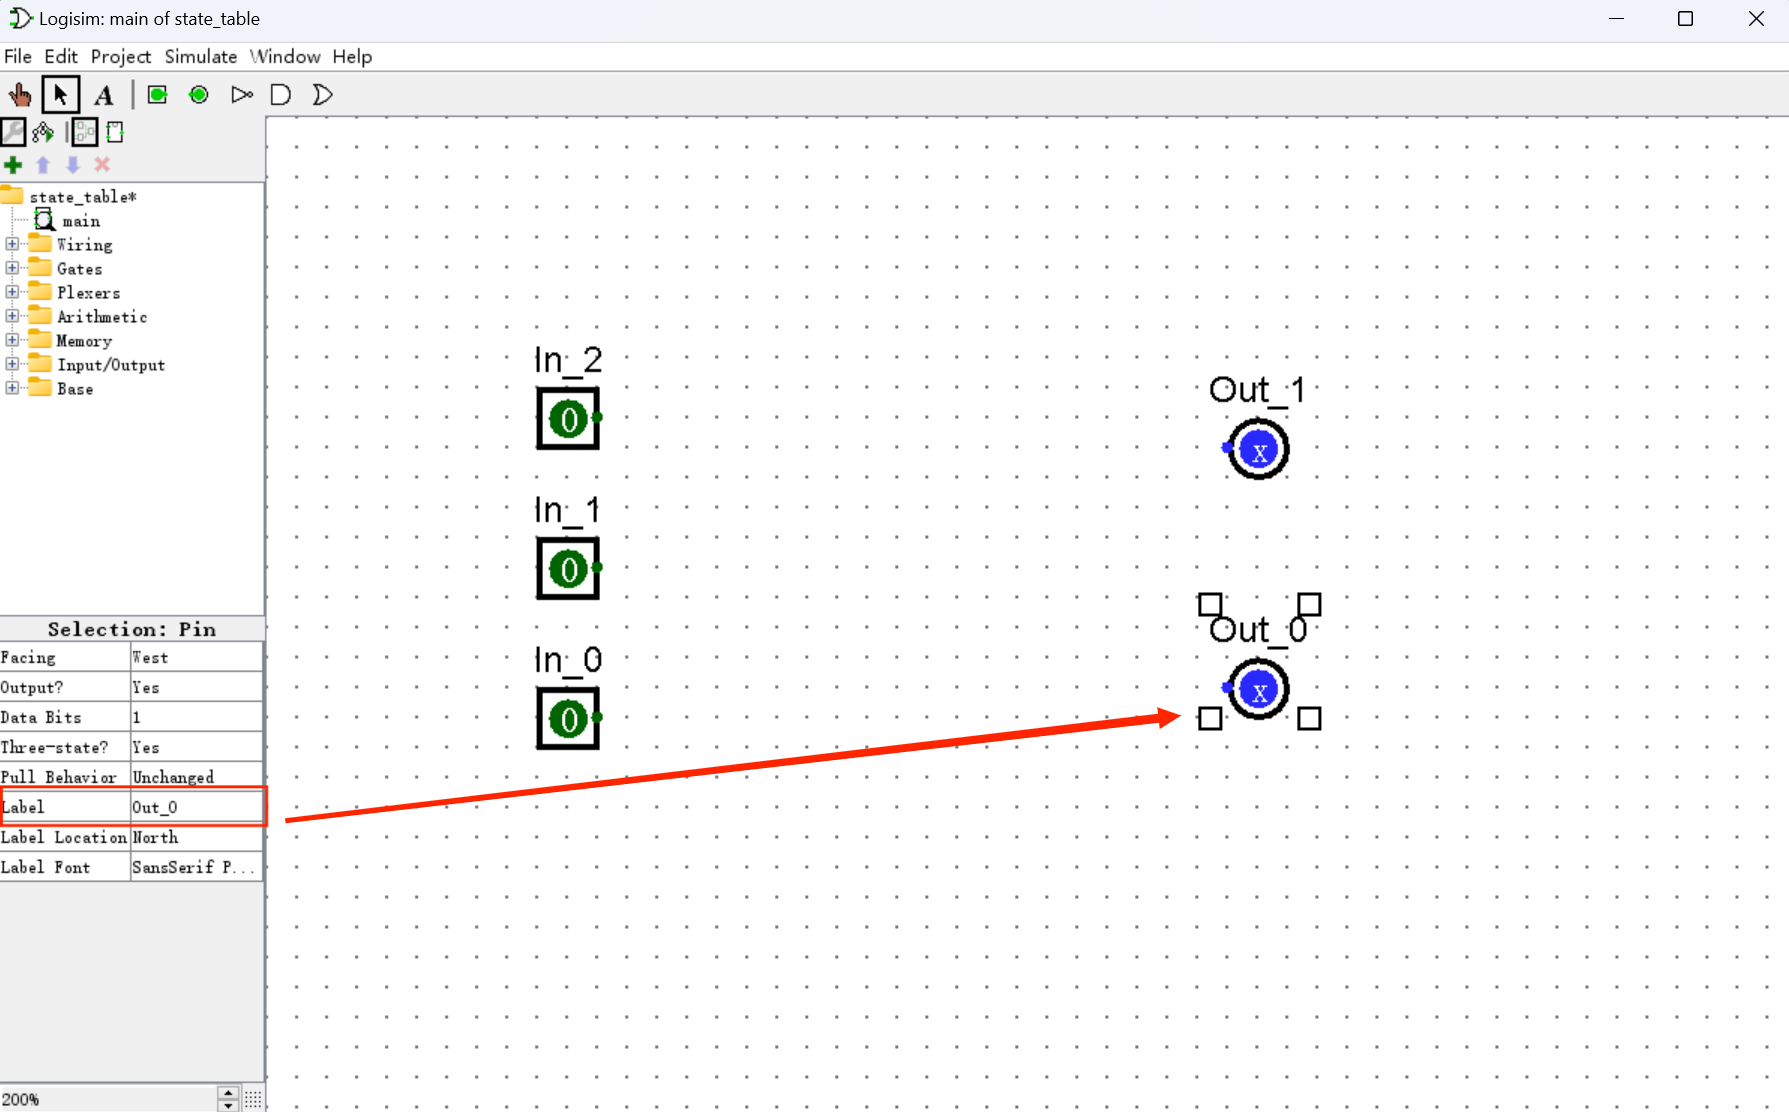 Logisim: main of state_table
File Edit Project Simulate Window Help
A
state_table*
main
Wiring
Gates
Plexers
Arithmetic
Memory
Input/Output
Base
In_2
0
In_1
0
In_0
0
Out_1
x
Out_0
x
Selection: Pin
Facing West
Output? Yes
Data Bits 1
Three-state? Yes
Pull Behavior Unchanged
Label Out_0
Label Location North
Label Font SansSerif P...
200%